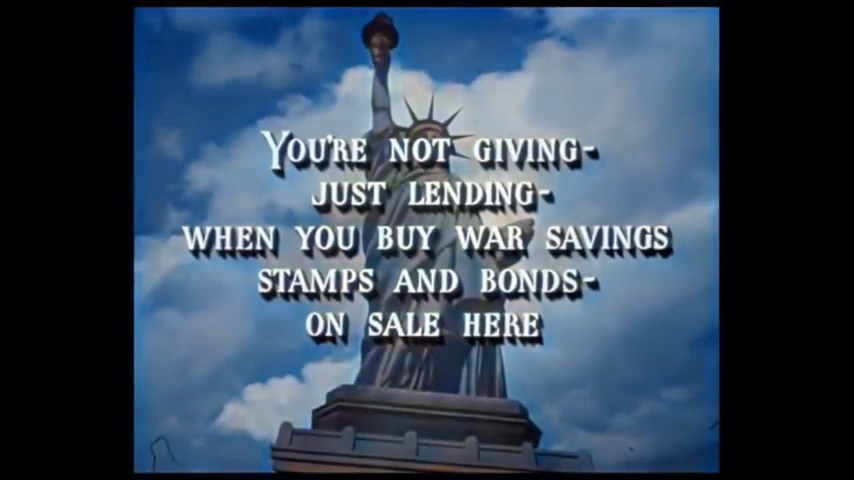 YOU'RE NOT GIVING-
JUST LENDING-
WHEN YOU BUY WAR SAVINGS
STAMPS AND BONDS-
ON SALE HERE